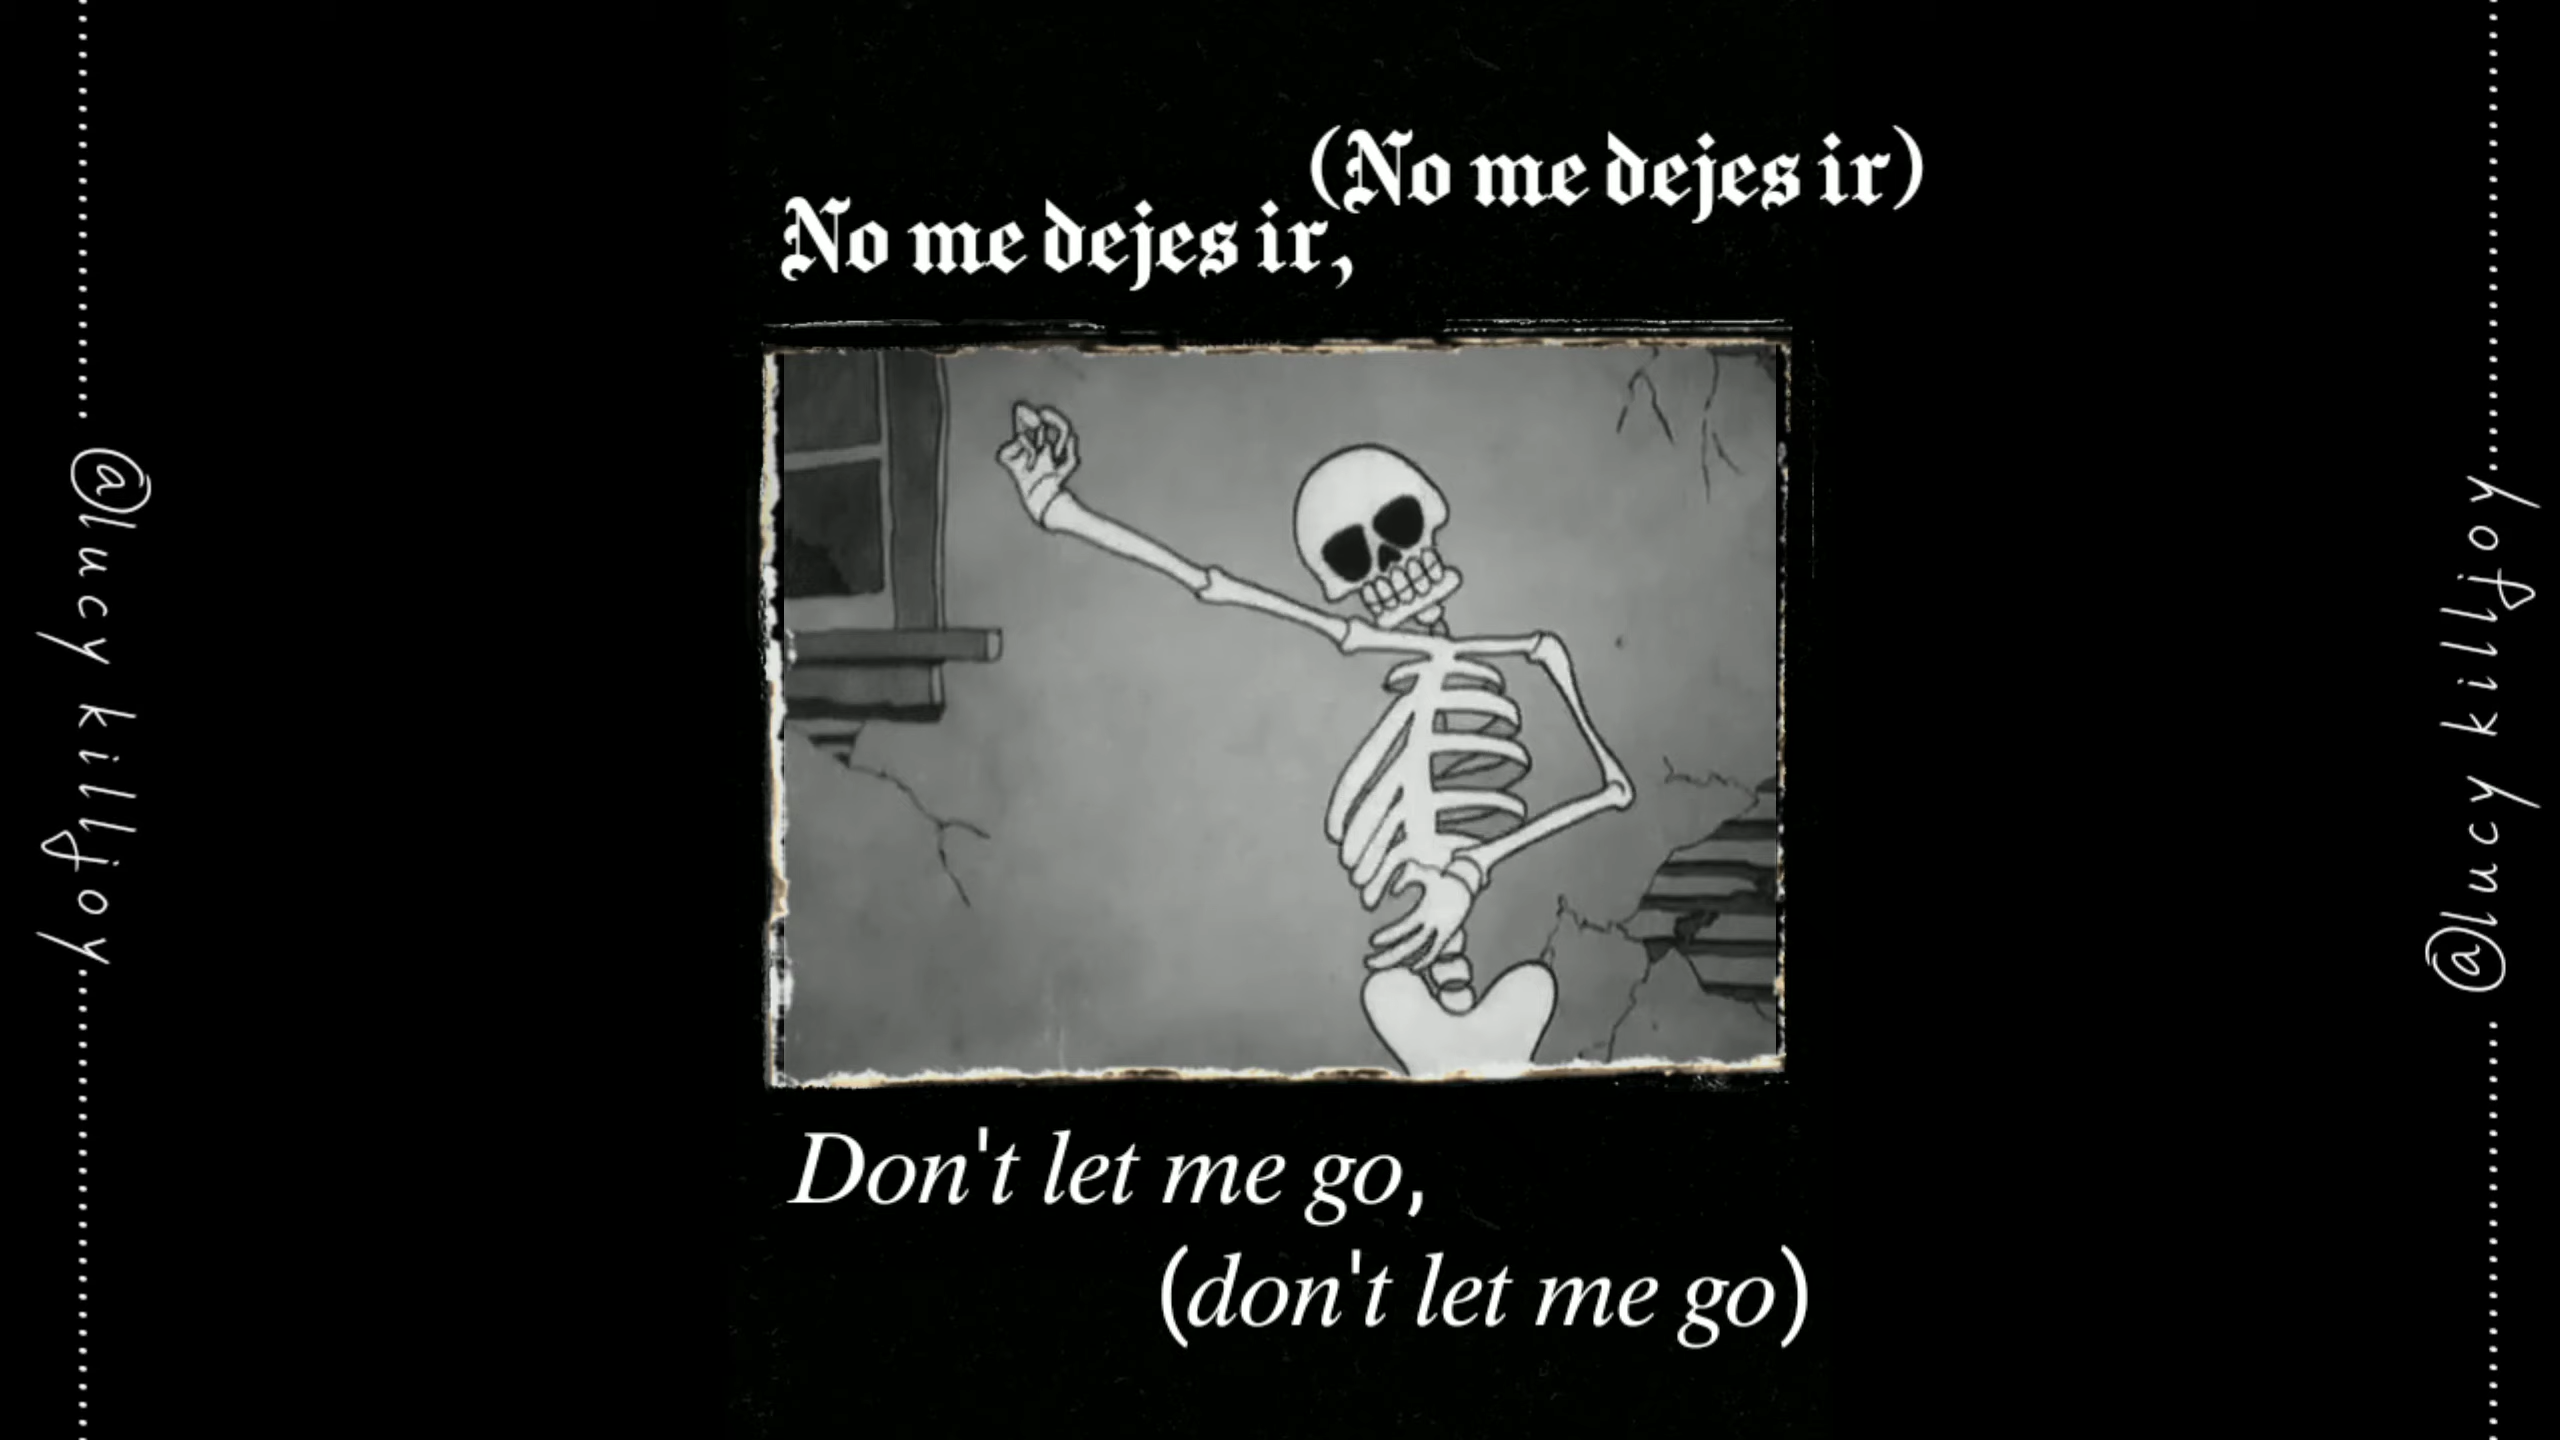 (No me dejes ir)
No me dejes ir,
Don't let me go,
(don't let me go)
@lucy killjoy
@lucy killjoy